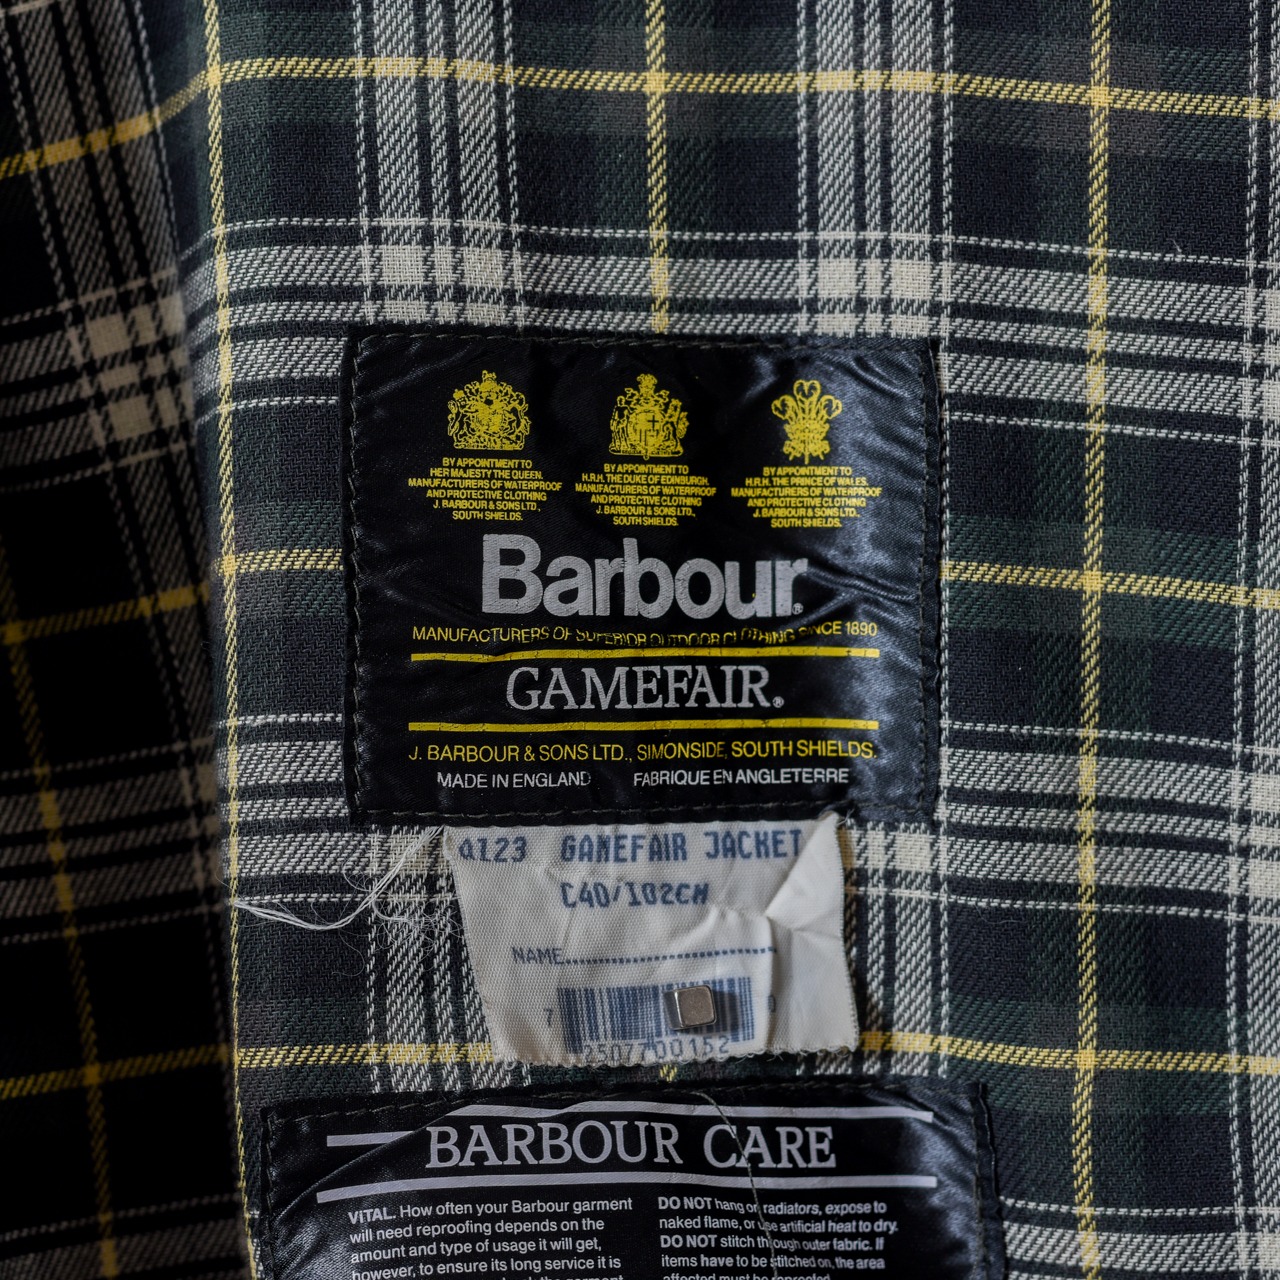 BY APPOINTMENT TO
HER MAJESTY THE QUEEN.
MANUFACTURERS OF WATERPROOF
AND PROTECTIVE CLOTHING
J. BARBOUR & SONS LTD.,
SOUTH SHIELDS.
BY APPOINTMENT TO
H.R.H. THE DUKE OF EDINBURGH.
MANUFACTURERS OF WATERPROOF
AND PROTECTIVE CLOTHING
J. BARBOUR & SONS LTD.,
SOUTH SHIELDS.
BY APPOINTMENT TO
H.R.H. THE PRINCE OF WALES.
MANUFACTURERS OF WATERPROOF
AND PROTECTIVE CLOTHING
J. BARBOUR & SONS LTD.,
SOUTH SHIELDS.
Barbour®
MANUFACTURERS OF SUPERIOR OUTDOOR CLOTHING SINCE 1890
GAMEFAIR®
J. BARBOUR & SONS LTD., SIMONSIDE, SOUTH SHIELDS.
MADE IN ENGLAND FABRIQUE EN ANGLETERRE
A123 GAMEFAIR JACKET
C40/102CM
NAME
7 250770015 2
BARBOUR CARE
VITAL. How often your Barbour garment
will need reproofing depends on the
amount and type of usage it will get,
however, to ensure its long service it is
DO NOT hang on radiators, expose to
naked flame, or use artificial heat to dry.
DO NOT stitch through outer fabric. If
items have to be stitched on, the area
affected must be reproofed.